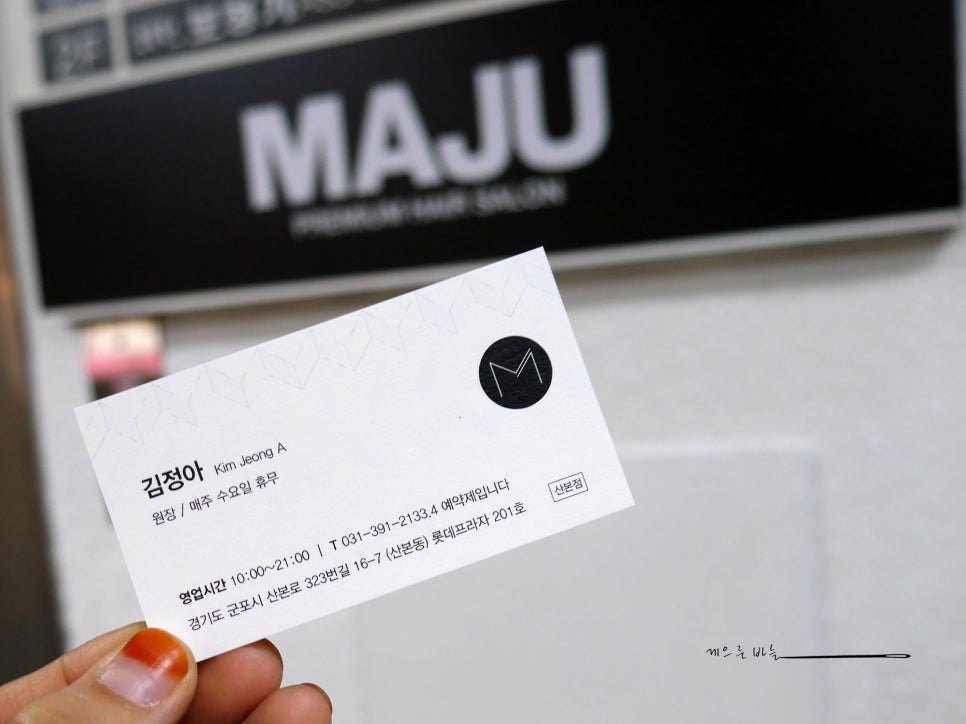 2F
MAJU
PREMIUM HAIR SALON
M
김정아 Kim Jeong A
원장 / 매주 수요일 휴무
산본점
영업시간 10:00~21:00 | T 031-391-2133.4 예약제입니다
경기도 군포시 산본로 323번길 16-7 (산본동) 롯데프라자 201호
게으른 바늘